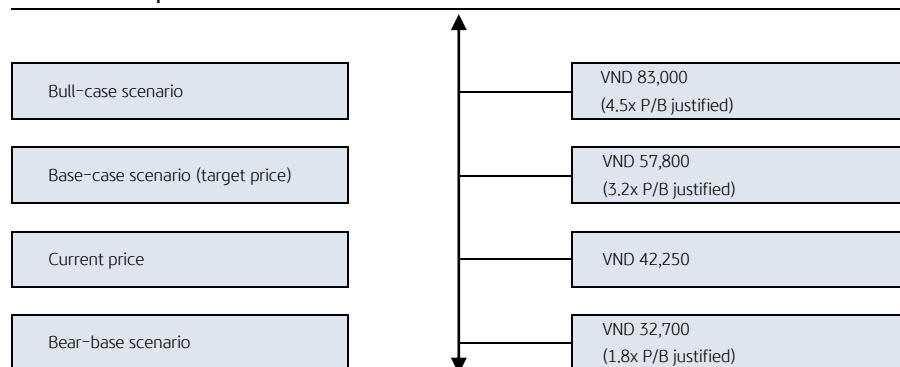 Bull-case scenario
VND 83,000
(4.5x P/B justified)
Base-case scenario (target price)
VND 57,800
(3.2x P/B justified)
Current price
VND 42,250
Bear-base scenario
VND 32,700
(1.8x P/B justified)